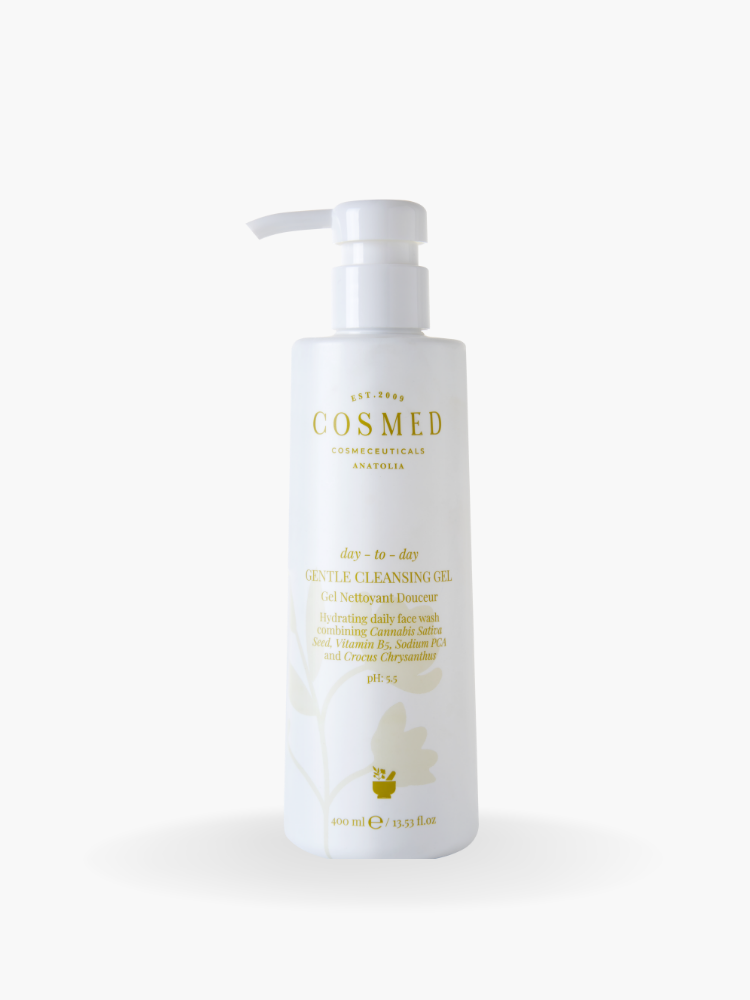 EST.2009
COSMED
COSMECEUTICALS
ANATOLIA
day – to – day
GENTLE CLEANSING GEL
Gel Nettoyant Douceur
Hydrating daily face wash
combining Cannabis Sativa
Seed, Vitamin B5, Sodium PCA
and Crocus Chrysanthus
pH: 5.5
400 ml ℮ / 13.53 fl.oz